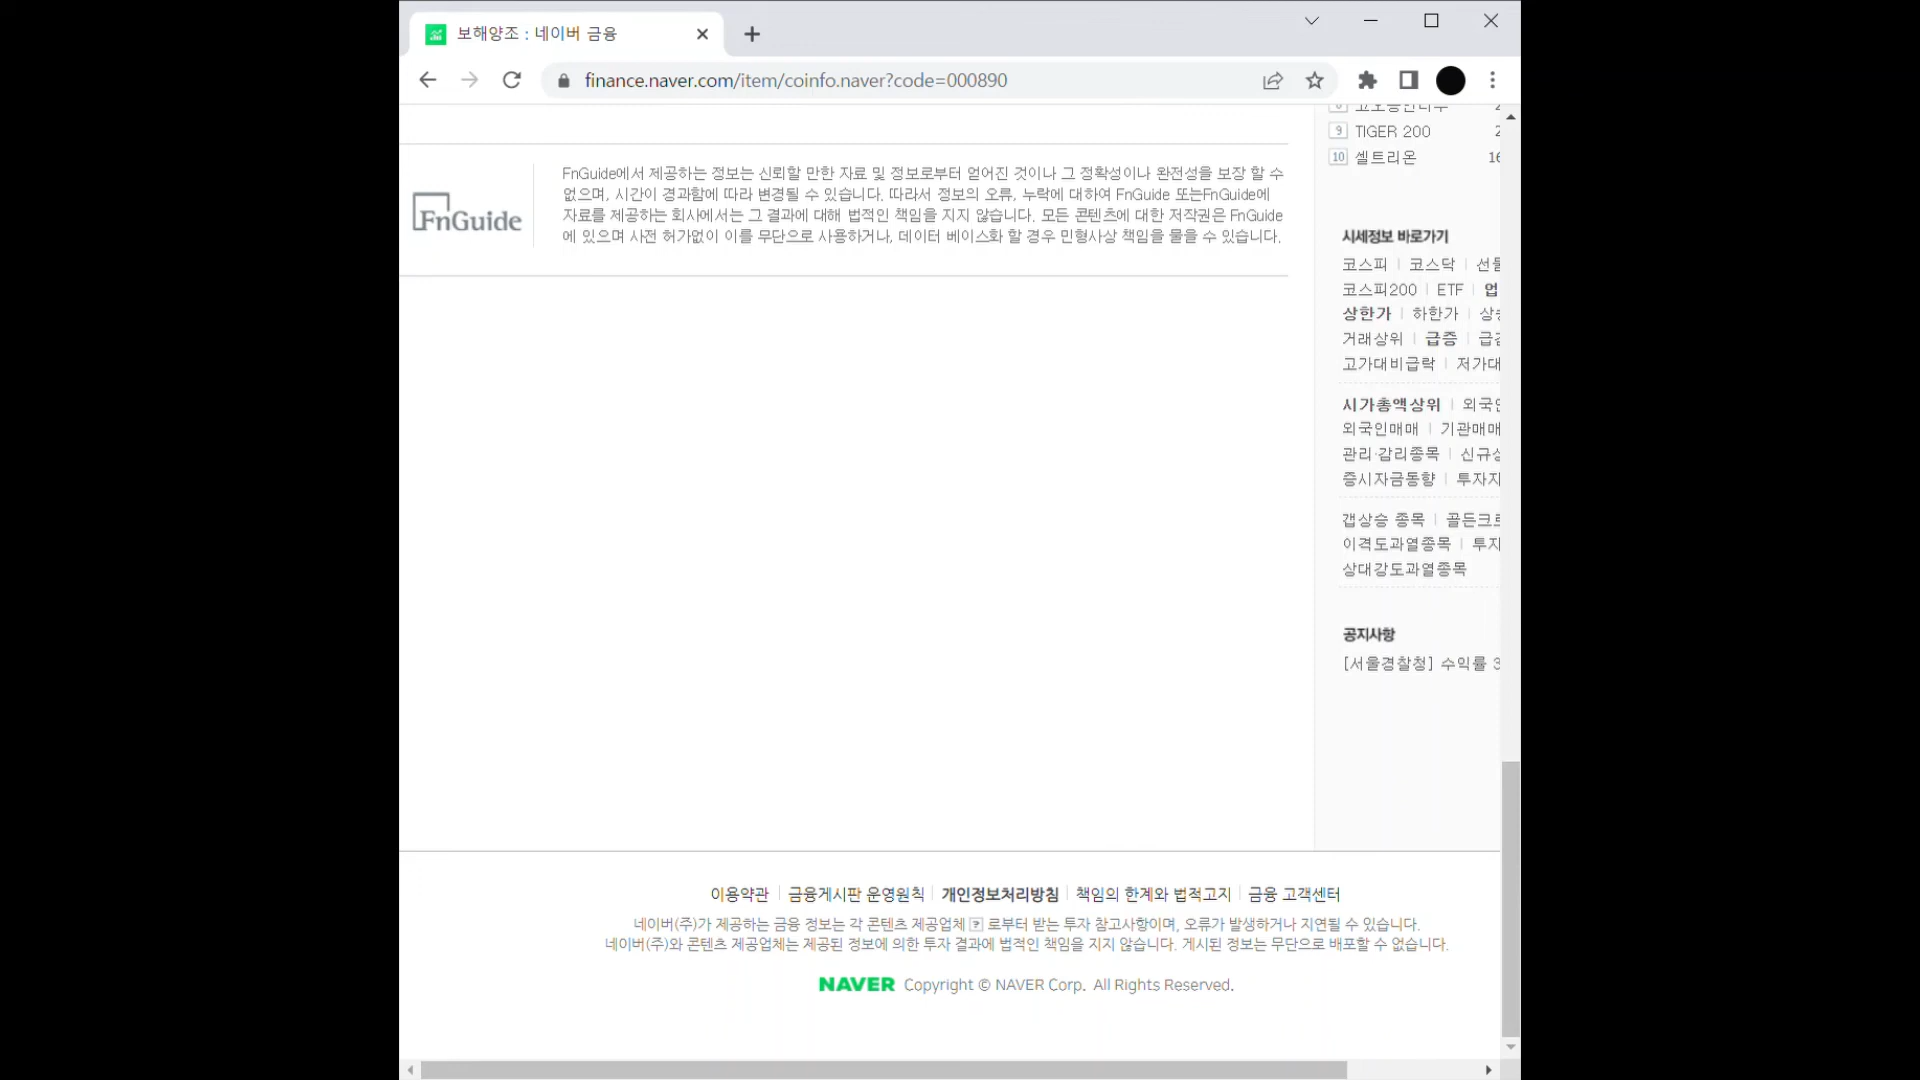 보해양조 : 네이버 금융
finance.naver.com/item/coinfo.naver?code=000890
9 TIGER 200
10 셀트리온
FnGuide
FnGuide에서 제공하는 정보는 신뢰할 만한 자료 및 정보로부터 얻어진 것이나 그 정확성이나 완전성을 보장 할 수
없으며, 시간이 경과함에 따라 변경될 수 있습니다. 따라서 정보의 오류, 누락에 대하여 FnGuide 또는FnGuide에
자료를 제공하는 회사에서는 그 결과에 대해 법적인 책임을 지지 않습니다. 모든 콘텐츠에 대한 저작권은 FnGuide
에 있으며 사전 허가없이 이를 무단으로 사용하거나, 데이터 베이스화 할 경우 민형사상 책임을 물을 수 있습니다.
시세정보 바로가기
코스피 | 코스닥 |
코스피200 | ETF | 업
상한가 | 하한가 |
거래상위 | 급증 |
고가대비급락 | 저가대
시가총액상위 |
외국인매매 | 기관매매
관리·감리종목 |
증시자금동향 |
갭상승 종목 |
이격도과열종목 |
상대강도과열종목
공지사항
[서울경찰청] 수익률 3
이용약관 | 금융게시판 운영원칙 | 개인정보처리방침 | 책임의 한계와 법적고지 | 금융 고객센터
네이버(주)가 제공하는 금융 정보는 각 콘텐츠 제공업체 ? 로부터 받는 투자 참고사항이며, 오류가 발생하거나 지연될 수 있습니다.
네이버(주)와 콘텐츠 제공업체는 제공된 정보에 의한 투자 결과에 법적인 책임을 지지 않습니다. 게시된 정보는 무단으로 배포할 수 없습니다.
NAVER Copyright © NAVER Corp. All Rights Reserved.